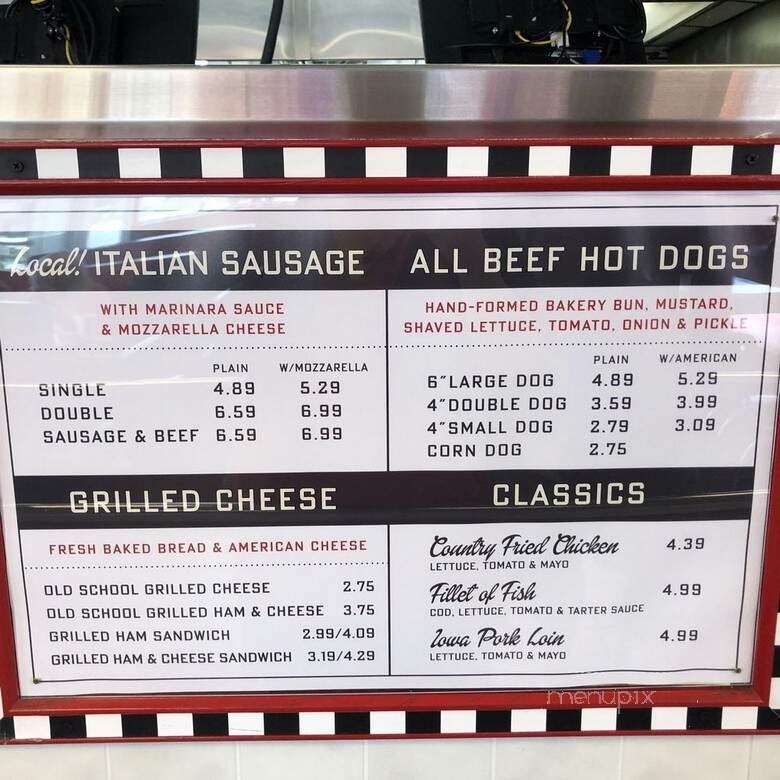 Local! ITALIAN SAUSAGE
WITH MARINARA SAUCE
& MOZZARELLA CHEESE
PLAIN W/MOZZARELLA
SINGLE 4.89 5.29
DOUBLE 6.59 6.99
SAUSAGE & BEEF 6.59 6.99
ALL BEEF HOT DOGS
HAND-FORMED BAKERY BUN, MUSTARD,
SHAVED LETTUCE, TOMATO, ONION & PICKLE
PLAIN W/AMERICAN
6" LARGE DOG 4.89 5.29
4" DOUBLE DOG 3.59 3.99
4" SMALL DOG 2.79 3.09
CORN DOG 2.75
GRILLED CHEESE
FRESH BAKED BREAD & AMERICAN CHEESE
OLD SCHOOL GRILLED CHEESE 2.75
OLD SCHOOL GRILLED HAM & CHEESE 3.75
GRILLED HAM SANDWICH 2.99/4.09
GRILLED HAM & CHEESE SANDWICH 3.19/4.29
CLASSICS
Country Fried Chicken 4.39
LETTUCE, TOMATO & MAYO
Fillet of Fish 4.99
COD, LETTUCE, TOMATO & TARTER SAUCE
Iowa Pork Loin 4.99
LETTUCE, TOMATO & MAYO
menupix